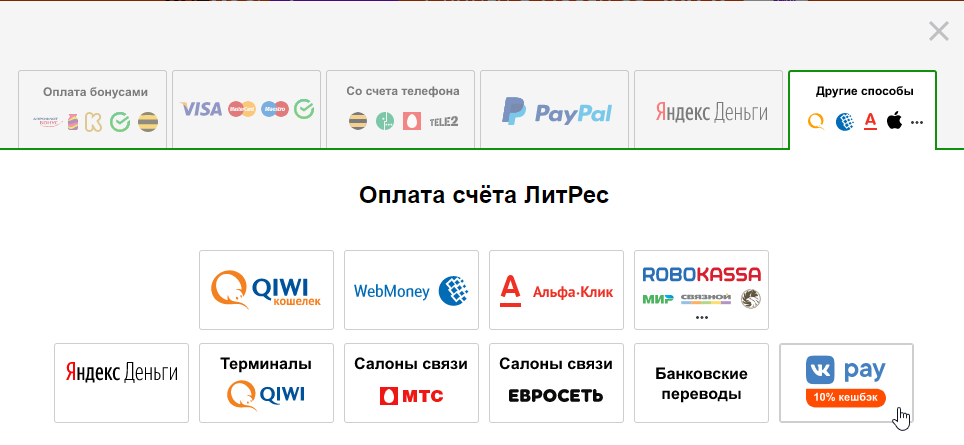 Оплата бонусами
VISA MasterCard Maestro
Со счета телефона
TELE2
PayPal
Яндекс Деньги
Другие способы
Оплата счёта ЛитРес
QIWI
кошелек
WebMoney
Альфа·Клик
ROBOKASSA
МИР СВЯЗНОЙ
Яндекс Деньги
Терминалы
QIWI
Салоны связи
МТС
Салоны связи
ЕВРОСЕТЬ
Банковские
переводы
pay
10% кешбэк